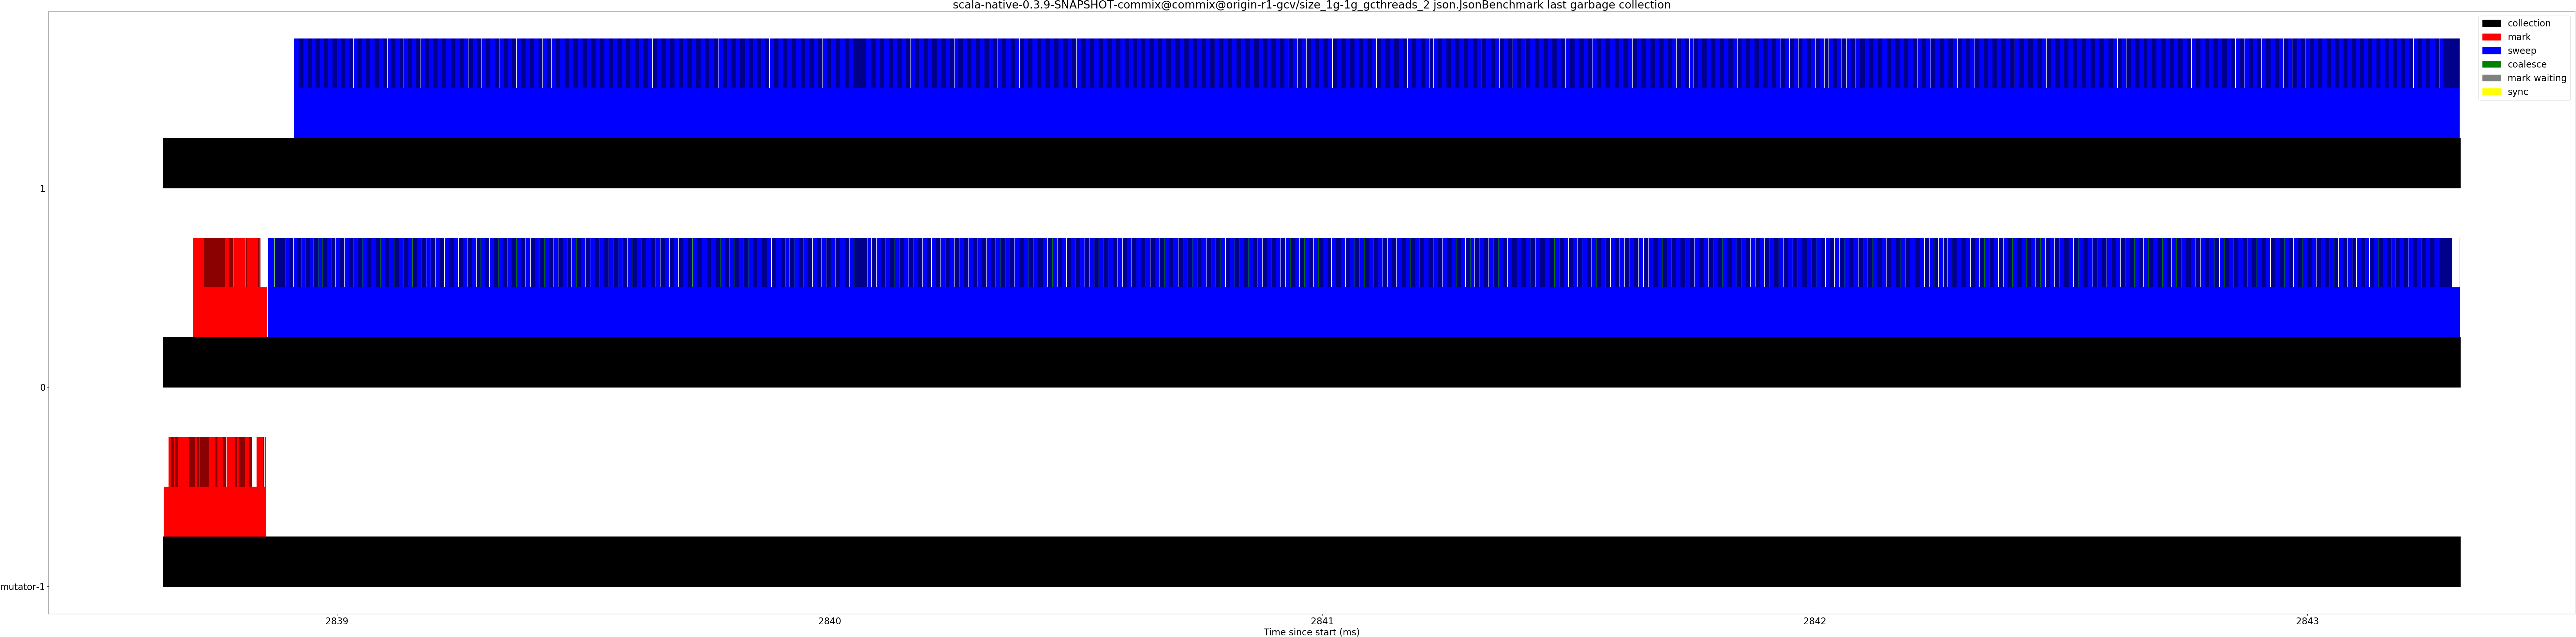 scala-native-0.3.9-SNAPSHOT-commix@commix@origin-r1-gcv/size_1g-1g_gcthreads_2 json.JsonBenchmark last garbage collection
collection
mark
sweep
coalesce
mark waiting
sync
1
0
mutator-1
2839 2840 2841 2842 2843
Time since start (ms)